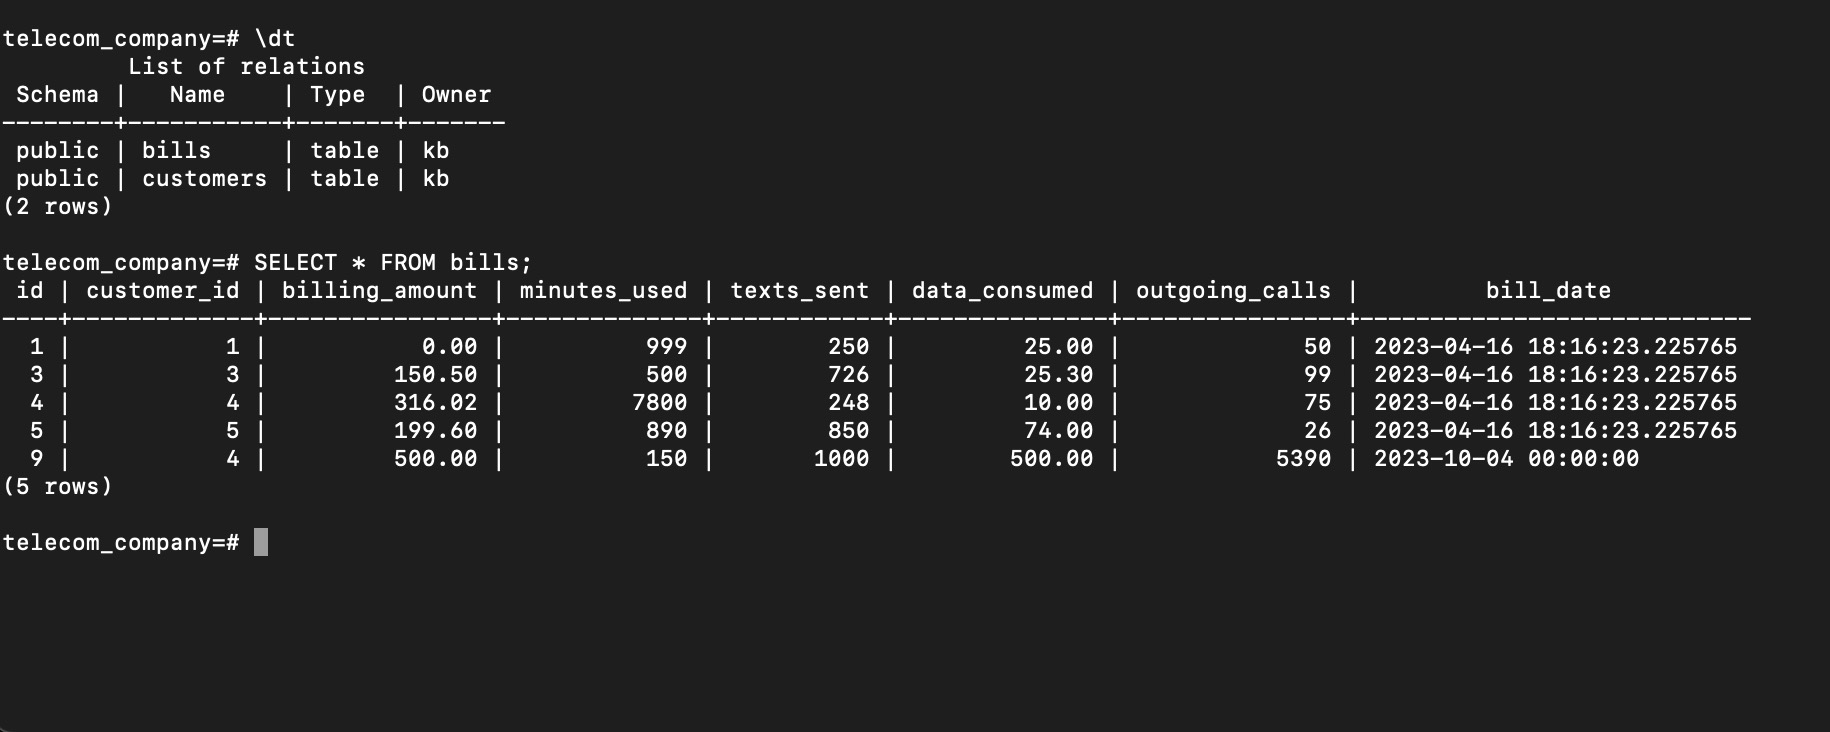 telecom_company=# \dt
         List of relations
 Schema |   Name    | Type  | Owner
--------+-----------+-------+-------
 public | bills     | table | kb
 public | customers | table | kb
(2 rows)

telecom_company=# SELECT * FROM bills;
 id | customer_id | billing_amount | minutes_used | texts_sent | data_consumed | outgoing_calls |         bill_date
----+-------------+----------------+--------------+------------+---------------+----------------+----------------------------
  1 |           1 |           0.00 |          999 |        250 |         25.00 |             50 | 2023-04-16 18:16:23.225765
  3 |           3 |         150.50 |          500 |        726 |         25.30 |             99 | 2023-04-16 18:16:23.225765
  4 |           4 |         316.02 |         7800 |        248 |         10.00 |             75 | 2023-04-16 18:16:23.225765
  5 |           5 |         199.60 |          890 |        850 |         74.00 |             26 | 2023-04-16 18:16:23.225765
  9 |           4 |         500.00 |          150 |       1000 |        500.00 |           5390 | 2023-10-04 00:00:00
(5 rows)

telecom_company=#